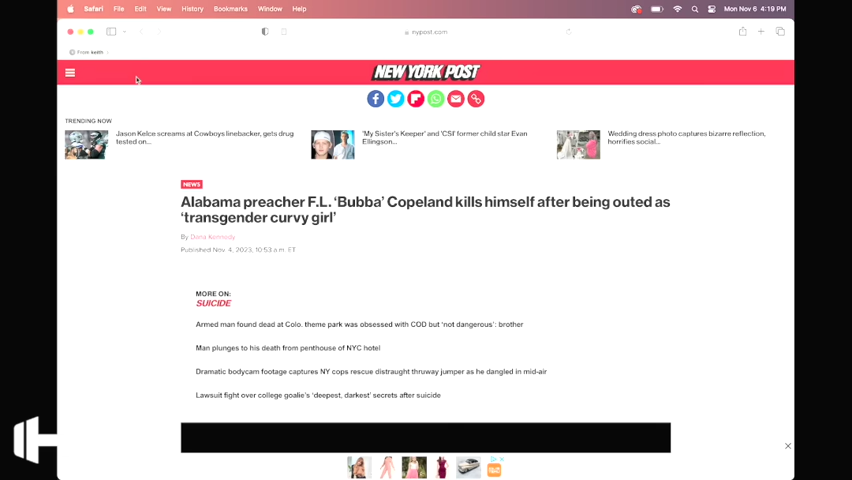 Safari File Edit View History Bookmarks Window Help Mon Nov 6 4:19 PM
nypost.com
From keith
NEW YORK POST
TRENDING NOW
Jason Kelce screams at Cowboys linebacker, gets drug
tested on...
'My Sister's Keeper' and 'CSI' former child star Evan
Ellingson...
Wedding dress photo captures bizarre reflection,
horrifies social...
NEWS
Alabama preacher F.L. ‘Bubba’ Copeland kills himself after being outed as
‘transgender curvy girl’
By Dana Kennedy
Published Nov. 4, 2023, 10:53 a.m. ET
MORE ON:
SUICIDE
Armed man found dead at Colo. theme park was obsessed with COD but ‘not dangerous’: brother
Man plunges to his death from penthouse of NYC hotel
Dramatic bodycam footage captures NY cops rescue distraught thruway jumper as he dangled in mid-air
Lawsuit fight over college goalie’s ‘deepest, darkest’ secrets after suicide